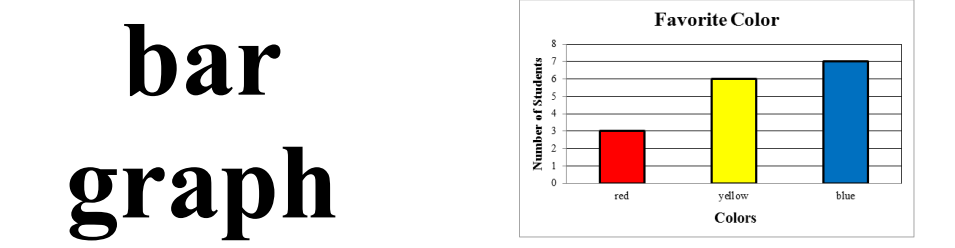 bar
graph
Favorite Color
Number of Students
8
7
6
5
4
3
2
1
0
red yellow blue
Colors